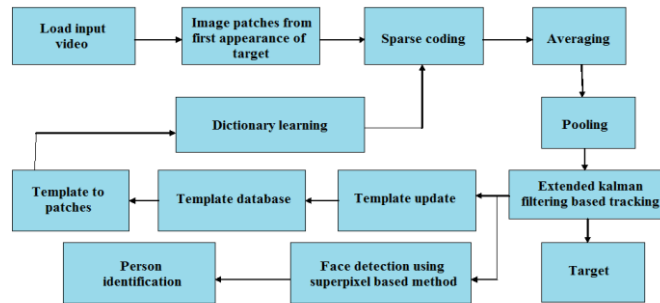 Load input
video
Image patches from
first appearance of
target
Sparse coding
Averaging
Dictionary learning
Pooling
Template to
patches
Template database
Template update
Extended kalman
filtering based tracking
Person
identification
Face detection using
superpixel based method
Target